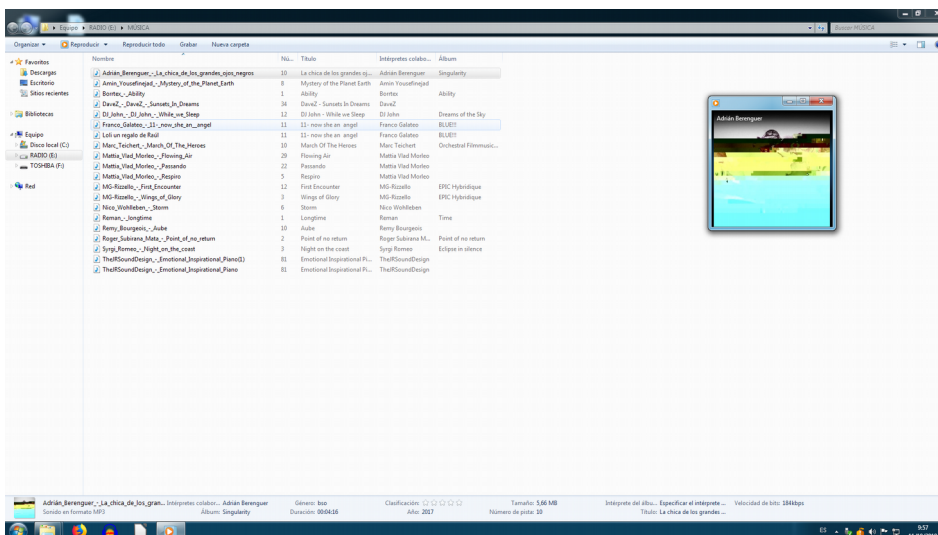 Equipo ▸ RADIO (E:) ▸ MÚSICA
Buscar MÚSICA
Organizar Reproducir Reproducir todo Grabar Nueva carpeta
Favoritos
Descargas
Escritorio
Sitios recientes
Bibliotecas
Equipo
Disco local (C:)
RADIO (E:)
TOSHIBA (F:)
Red
Nombre Nú... Título Intérpretes colabo... Álbum
Adrián_Berenguer_-_La_chica_de_los_grandes_ojos_negros 10 La chica de los grandes oj... Adrián Berenguer Singularity
Amin_Yousefinejad_-_Mystery_of_the_Planet_Earth 8 Mystery of the Planet Earth Amin Yousefinejad
Borrtex_-_Ability 1 Ability Borrtex Ability
DaveZ_-_DaveZ_-_Sunsets_In_Dreams 34 DaveZ - Sunsets In Dreams DaveZ
DJ_John_-_DJ_John_-_While_we_Sleep 12 DJ John - While we Sleep DJ John Dreams of the Sky
Franco_Galateo_-_11-_now_she_an__angel 11 11- now she an angel Franco Galateo BLUE!!!
Loli un regalo de Raúl 11 11- now she an angel Franco Galateo BLUE!!!
Marc_Teichert_-_March_Of_The_Heroes 10 March Of The Heroes Marc Teichert Orchestral Filmmusic...
Mattia_Vlad_Morleo_-_Flowing_Air 29 Flowing Air Mattia Vlad Morleo
Mattia_Vlad_Morleo_-_Passando 22 Passando Mattia Vlad Morleo
Mattia_Vlad_Morleo_-_Respiro 5 Respiro Mattia Vlad Morleo
MG-Rizzello_-_First_Encounter 12 First Encounter MG-Rizzello EPIC Hybridique
MG-Rizzello_-_Wings_of_Glory 3 Wings of Glory MG-Rizzello EPIC Hybridique
Nico_Wohlleben_-_Storm 6 Storm Nico Wohlleben
Reman_-_longtime 1 Longtime Reman Time
Remy_Bourgeois_-_Aube 10 Aube Remy Bourgeois
Roger_Subirana_Mata_-_Point_of_no_return 2 Point of no return Roger Subirana M... Point of no return
Syrgi_Romeo_-_Night_on_the_coast 3 Night on the coast Syrgi Romeo Eclipse in silence
TheJRSoundDesign_-_Emotional_Inspirational_Piano(1) 81 Emotional Inspirational Pi... TheJRSoundDesign
TheJRSoundDesign_-_Emotional_Inspirational_Piano 81 Emotional Inspirational Pi... TheJRSoundDesign
Adrián Berenguer
Adrián_Berenguer_-_La_chica_de_los_gran... Intérpretes colabor... Adrián Berenguer Género: bso Clasificación: Tamaño: 5,66 MB Intérprete del álbu... Especificar el intérprete ... Velocidad de bits: 184kbps
Sonido en formato MP3 Álbum: Singularity Duración: 00:04:16 Año: 2017 Número de pista: 10 Título: La chica de los grandes ...
ES 9:57